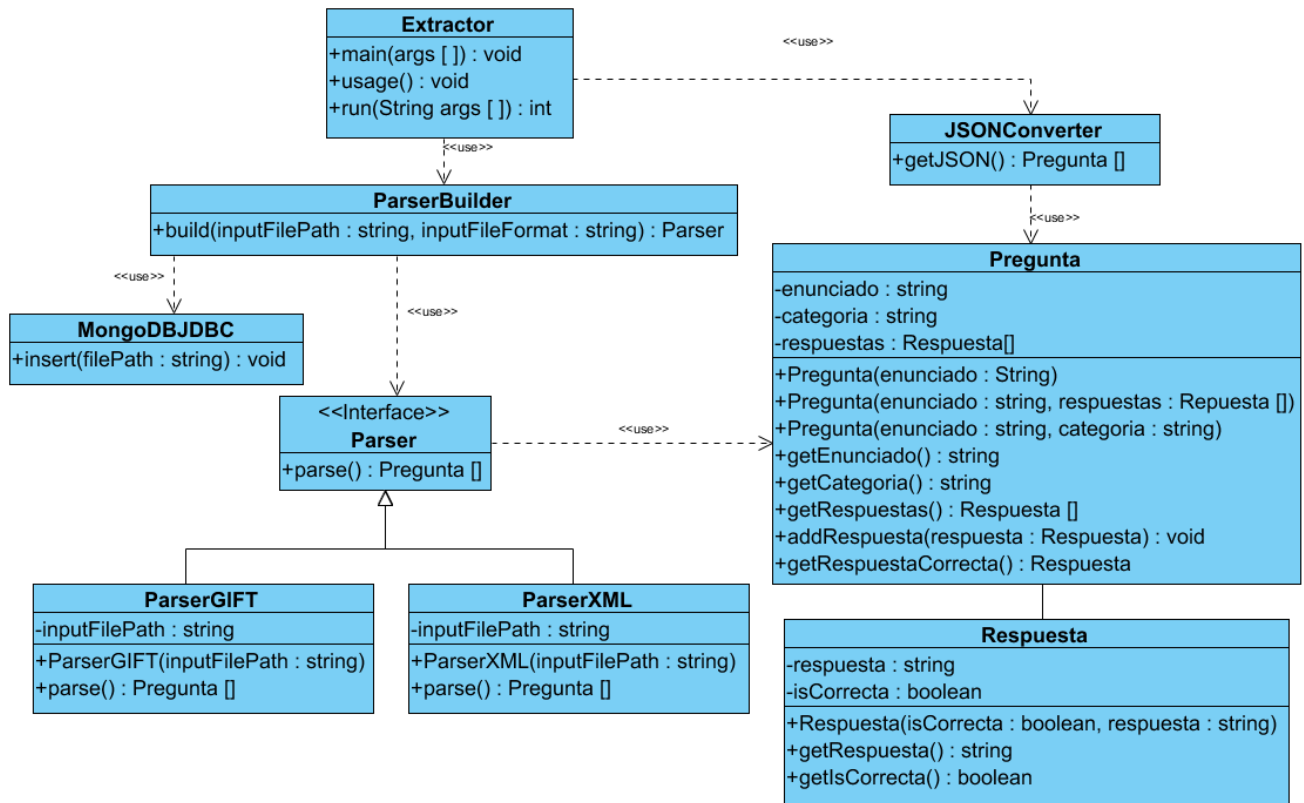 Extractor
+main(args [ ]) : void
+usage() : void
+run(String args [ ]) : int
<<use>>
<<use>>
JSONConverter
+getJSON() : Pregunta []
<<use>>
ParserBuilder
+build(inputFilePath : string, inputFileFormat : string) : Parser
<<use>>
<<use>>
MongoDBJDBC
+insert(filePath : string) : void
<<Interface>>
Parser
+parse() : Pregunta []
<<use>>
Pregunta
-enunciado : string
-categoria : string
-respuestas : Respuesta[]
+Pregunta(enunciado : String)
+Pregunta(enunciado : string, respuestas : Repuesta [])
+Pregunta(enunciado : string, categoria : string)
+getEnunciado() : string
+getCategoria() : string
+getRespuestas() : Respuesta []
+addRespuesta(respuesta : Respuesta) : void
+getRespuestaCorrecta() : Respuesta
ParserGIFT
-inputFilePath : string
+ParserGIFT(inputFilePath : string)
+parse() : Pregunta []
ParserXML
-inputFilePath : string
+ParserXML(inputFilePath : string)
+parse() : Pregunta []
Respuesta
-respuesta : string
-isCorrecta : boolean
+Respuesta(isCorrecta : boolean, respuesta : string)
+getRespuesta() : string
+getIsCorrecta() : boolean